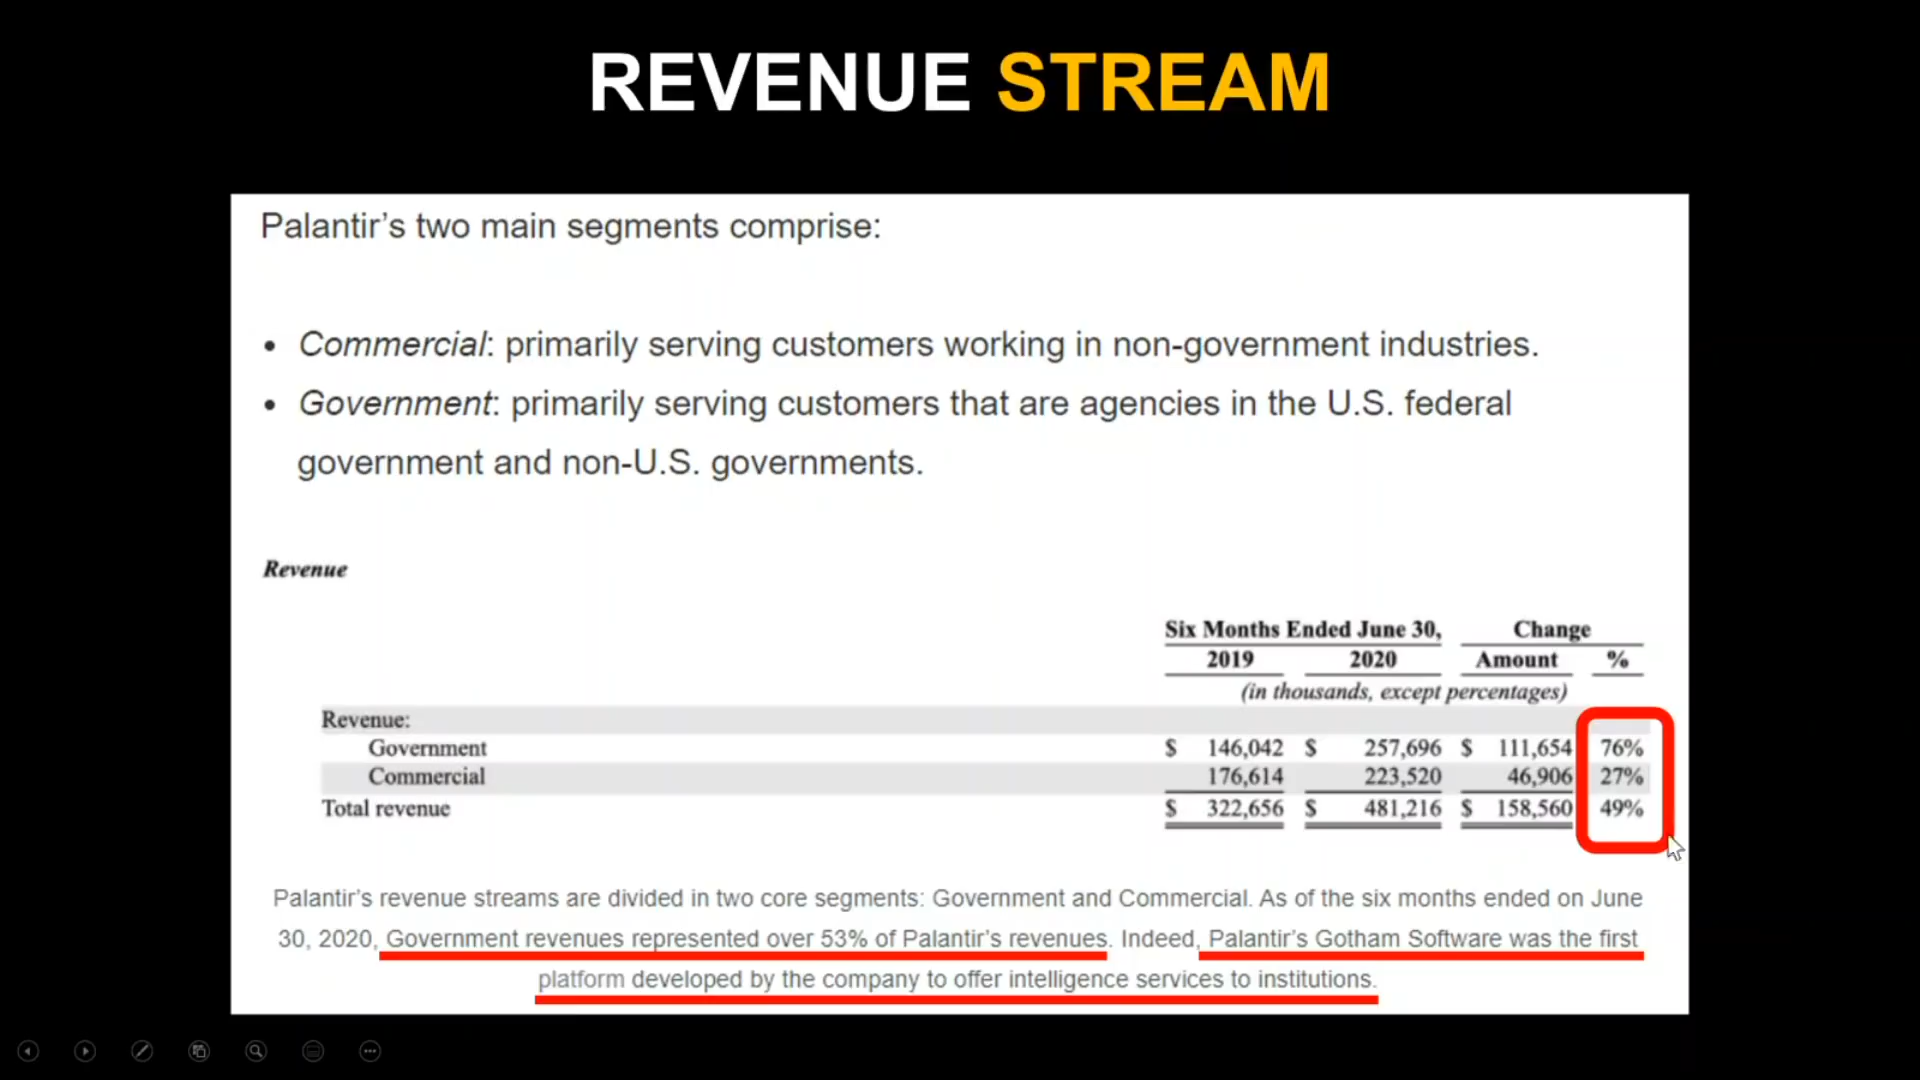 REVENUE STREAM
Palantir’s two main segments comprise:
• Commercial: primarily serving customers working in non-government industries.
• Government: primarily serving customers that are agencies in the U.S. federal
government and non-U.S. governments.
Revenue
Six Months Ended June 30, Change
2019 2020 Amount %
(in thousands, except percentages)
Revenue:
Government $ 146,042 $ 257,696 $ 111,654 76%
Commercial 176,614 223,520 46,906 27%
Total revenue $ 322,656 $ 481,216 $ 158,560 49%
Palantir’s revenue streams are divided in two core segments: Government and Commercial. As of the six months ended on June
30, 2020, Government revenues represented over 53% of Palantir’s revenues. Indeed, Palantir’s Gotham Software was the first
platform developed by the company to offer intelligence services to institutions.